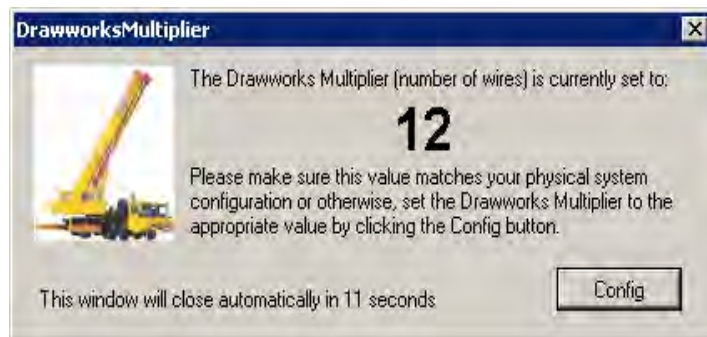 DrawworksMultiplier
The Drawworks Multiplier (number of wires) is currently set to:
12
Please make sure this value matches your physical system
configuration or otherwise, set the Drawworks Multiplier to the
appropriate value by clicking the Config button.
This window will close automatically in 11 seconds
Config